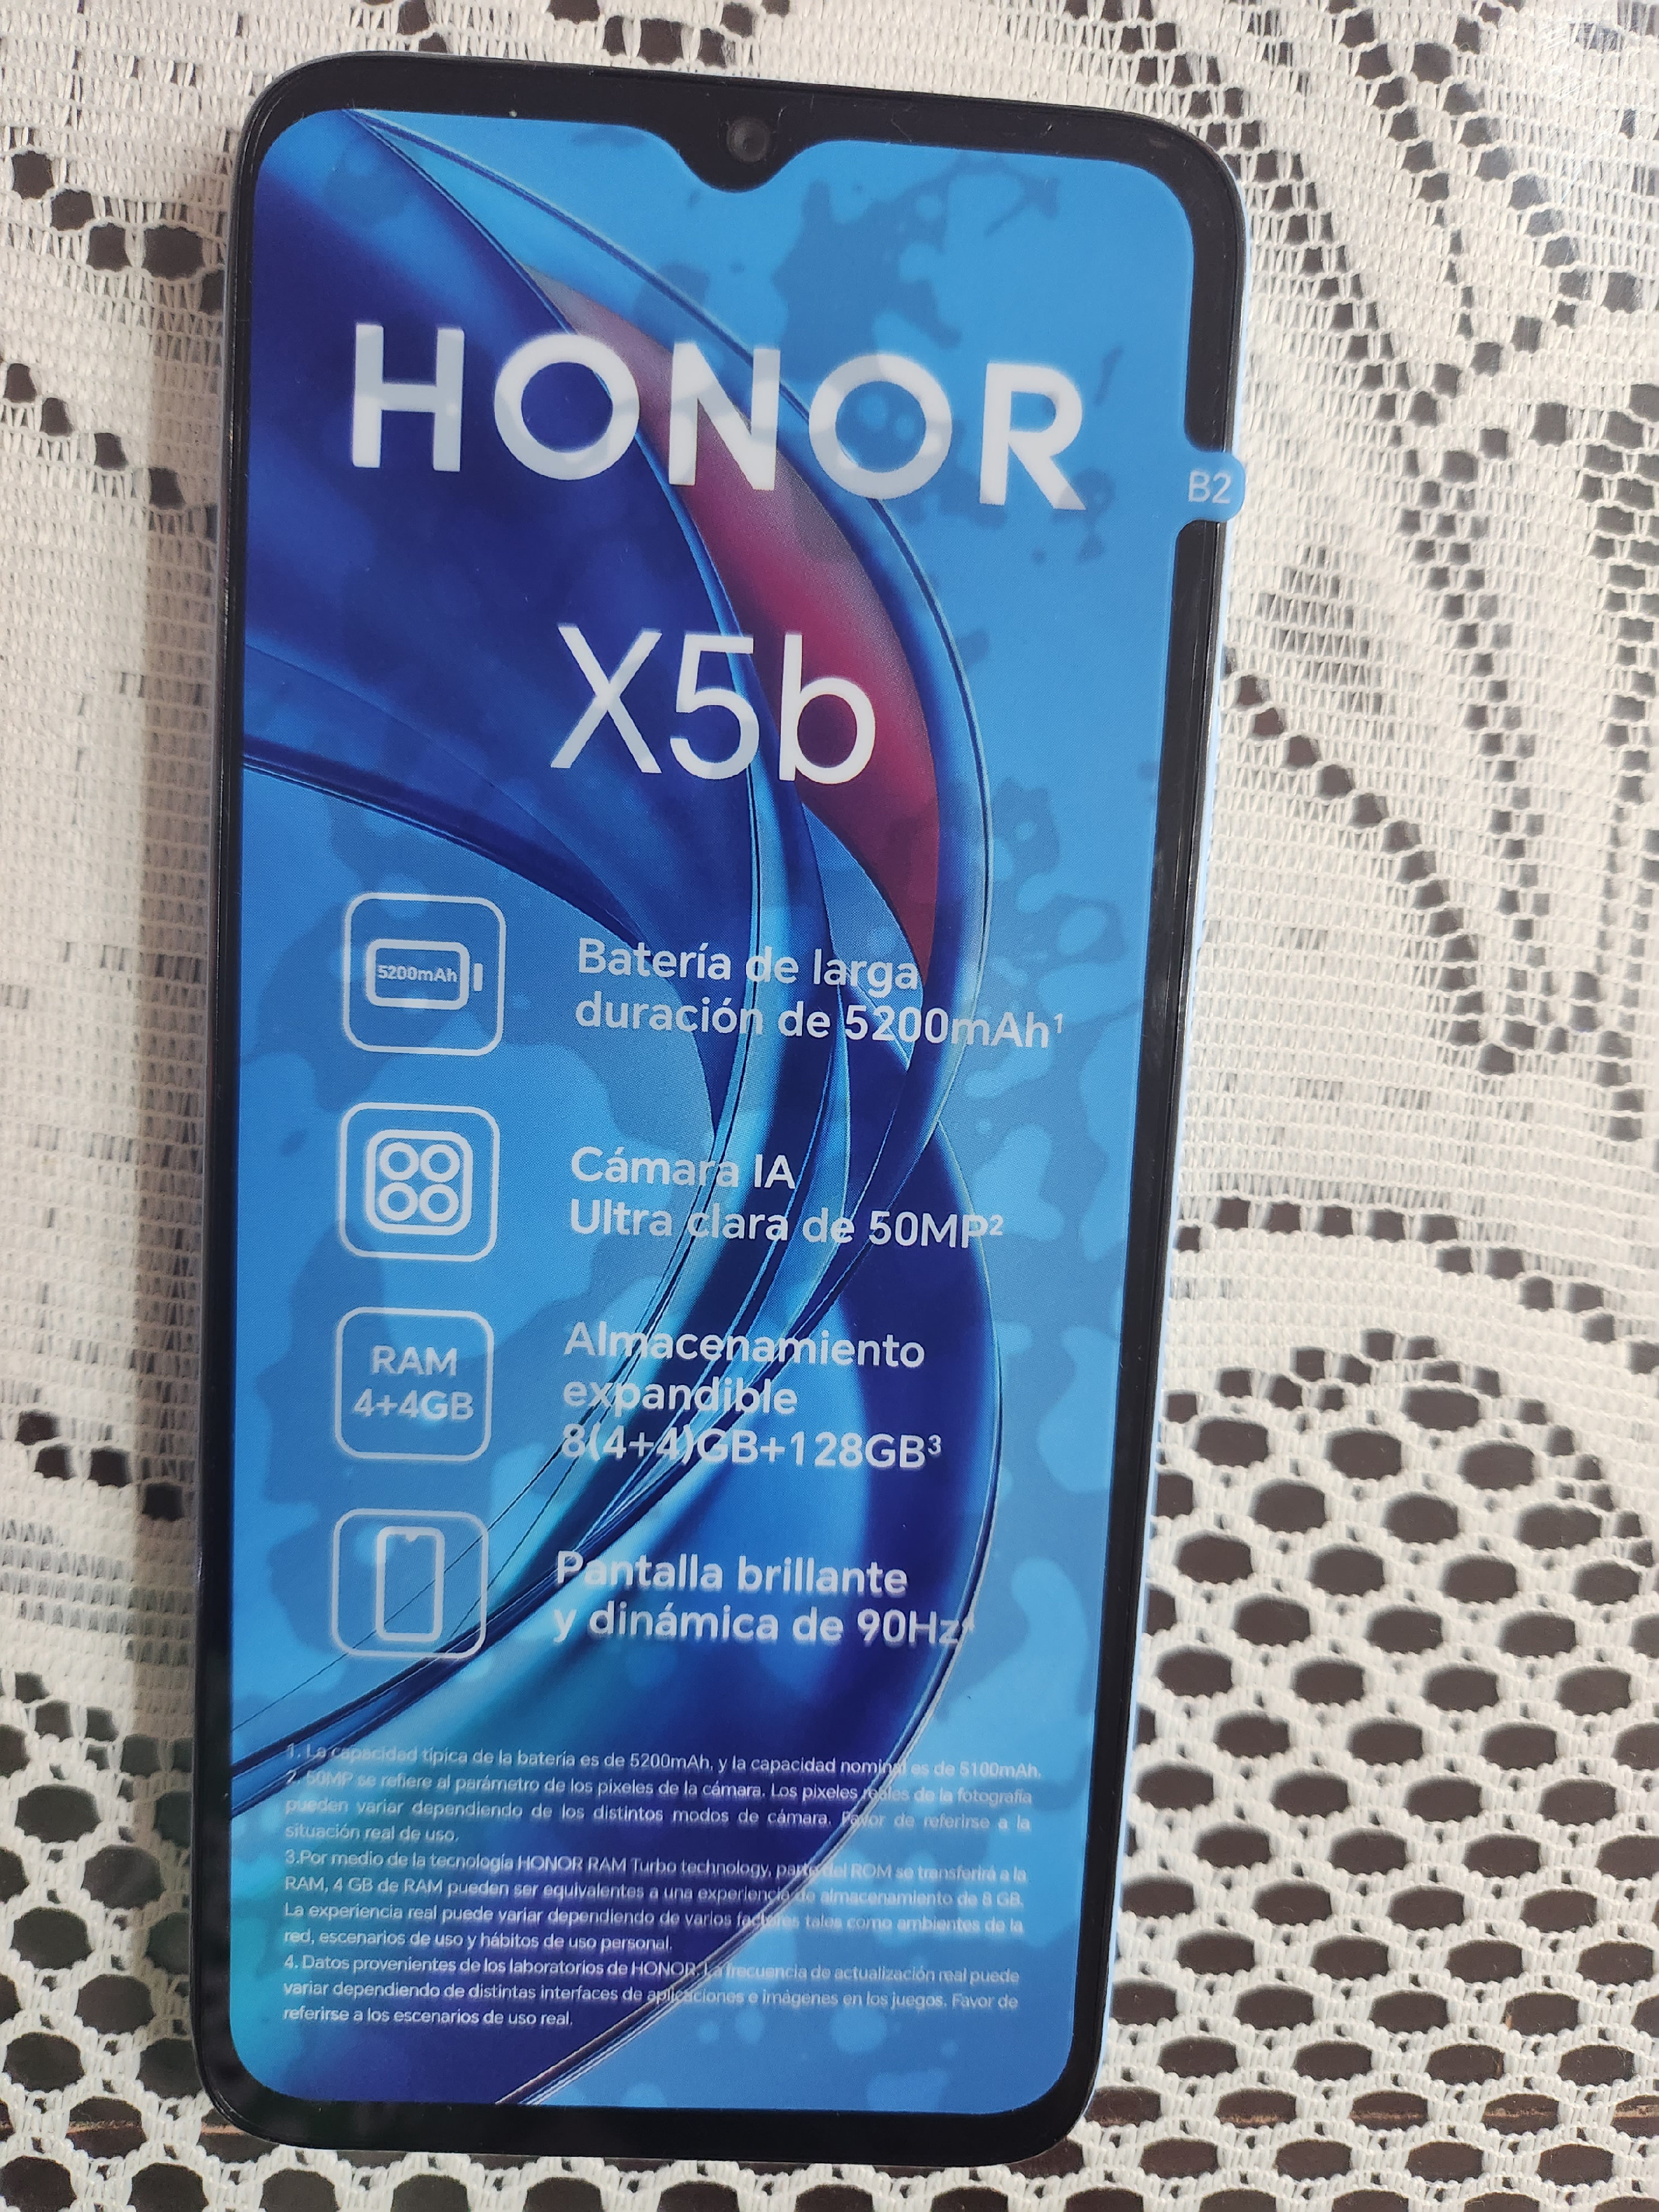 HONOR
B2
X5b
5200mAh
Batería de larga
duración de 5200mAh¹
Cámara IA
Ultra clara de 50MP²
RAM
4+4GB
Almacenamiento
expandible
8(4+4)GB+128GB³
Pantalla brillante
y dinámica de 90Hz⁴
1. La capacidad típica de la batería es de 5200mAh, y la capacidad nominal es de 5100mAh.
2. 50MP se refiere al parámetro de los píxeles de la cámara. Los pixeles reales de la fotografía
pueden variar dependiendo de los distintos modos de cámara. Favor de referirse a la
situación real de uso.
3.Por medio de la tecnología HONOR RAM Turbo technology, parte del ROM se transferirá a la
RAM, 4 GB de RAM pueden ser equivalentes a una experiencia de almacenamiento de 8 GB.
La experiencia real puede variar dependiendo de varios factores tales como ambientes de la
red, escenarios de uso y hábitos de uso personal.
4. Datos provenientes de los laboratorios de HONOR. La frecuencia de actualización real puede
variar dependiendo de distintas interfaces de aplicaciones e imágenes en los juegos. Favor de
referirse a los escenarios de uso real.